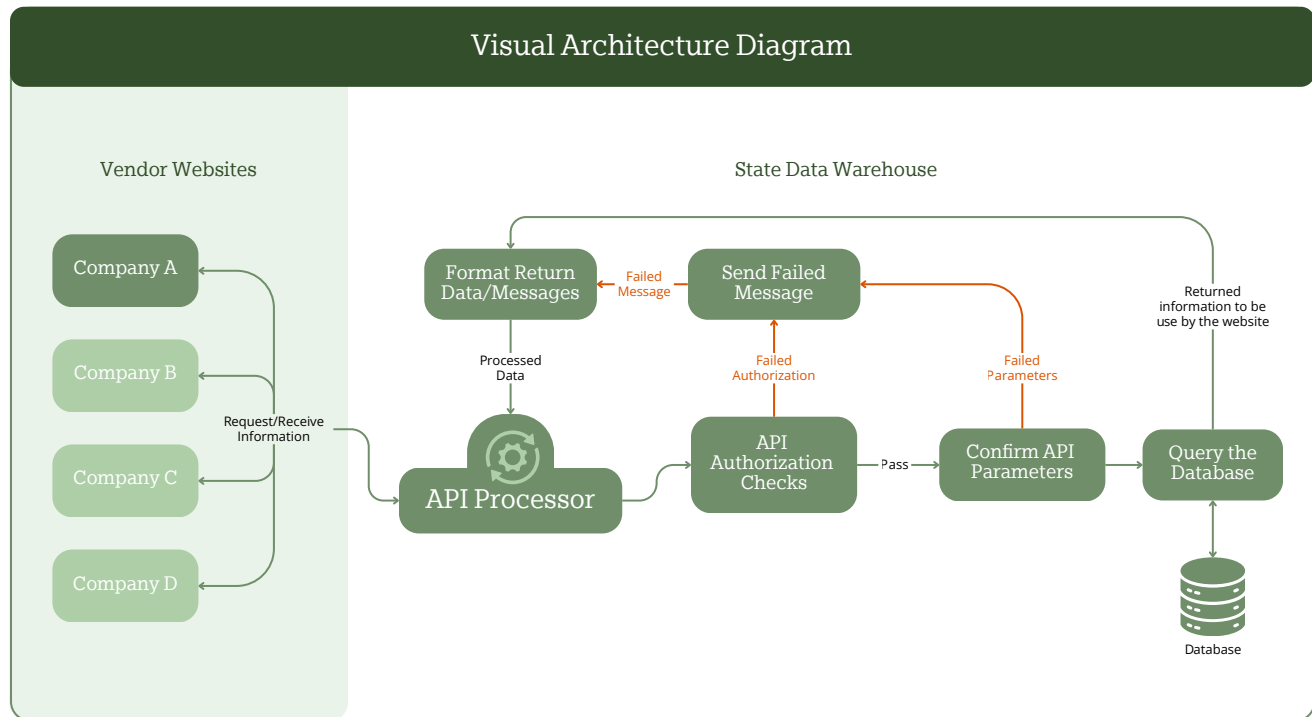 Visual Architecture Diagram
Vendor Websites
State Data Warehouse
Company A
Company B
Company C
Company D
Request/Receive
Information
Format Return
Data/Messages
Failed
Message
Send Failed
Message
Returned
information to be
use by the website
Processed
Data
Failed
Authorization
Failed
Parameters
API Processor
API
Authorization
Checks
Pass
Confirm API
Parameters
Query the
Database
Database